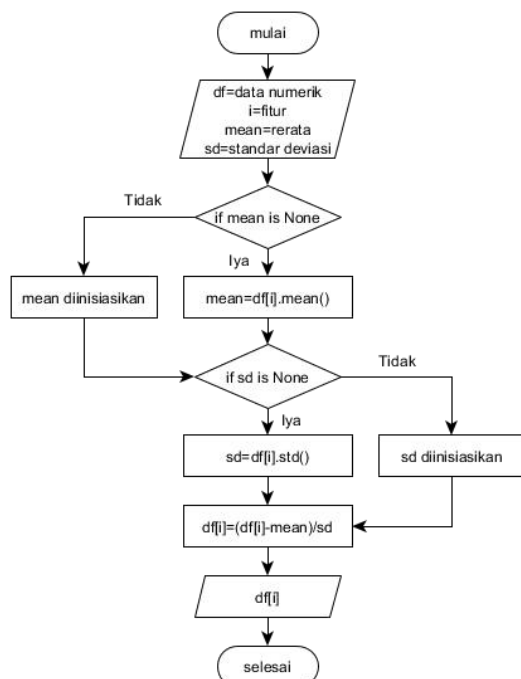 mulai
df=data numerik
i=fitur
mean=rerata
sd=standar deviasi
Tidak
if mean is None
Iya
mean diinisiasikan
mean=df[i].mean()
Tidak
if sd is None
Iya
sd=df[i].std()
sd diinisiasikan
df[i]=(df[i]-mean)/sd
df[i]
selesai